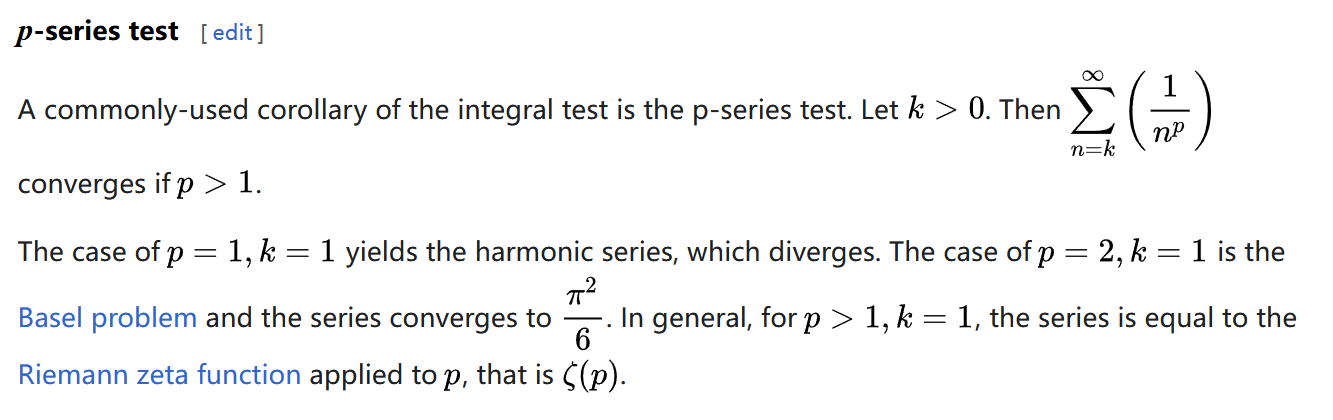 p-series test [ edit ]
A commonly-used corollary of the integral test is the p-series test. Let $k > 0$. Then $\sum_{n=k}^{\infty} \left( \frac{1}{n^p} \right)$
converges if $p > 1$.
The case of $p = 1, k = 1$ yields the harmonic series, which diverges. The case of $p = 2, k = 1$ is the
Basel problem and the series converges to $\frac{\pi^2}{6}$. In general, for $p > 1, k = 1$, the series is equal to the
Riemann zeta function applied to $p$, that is $\zeta(p)$.